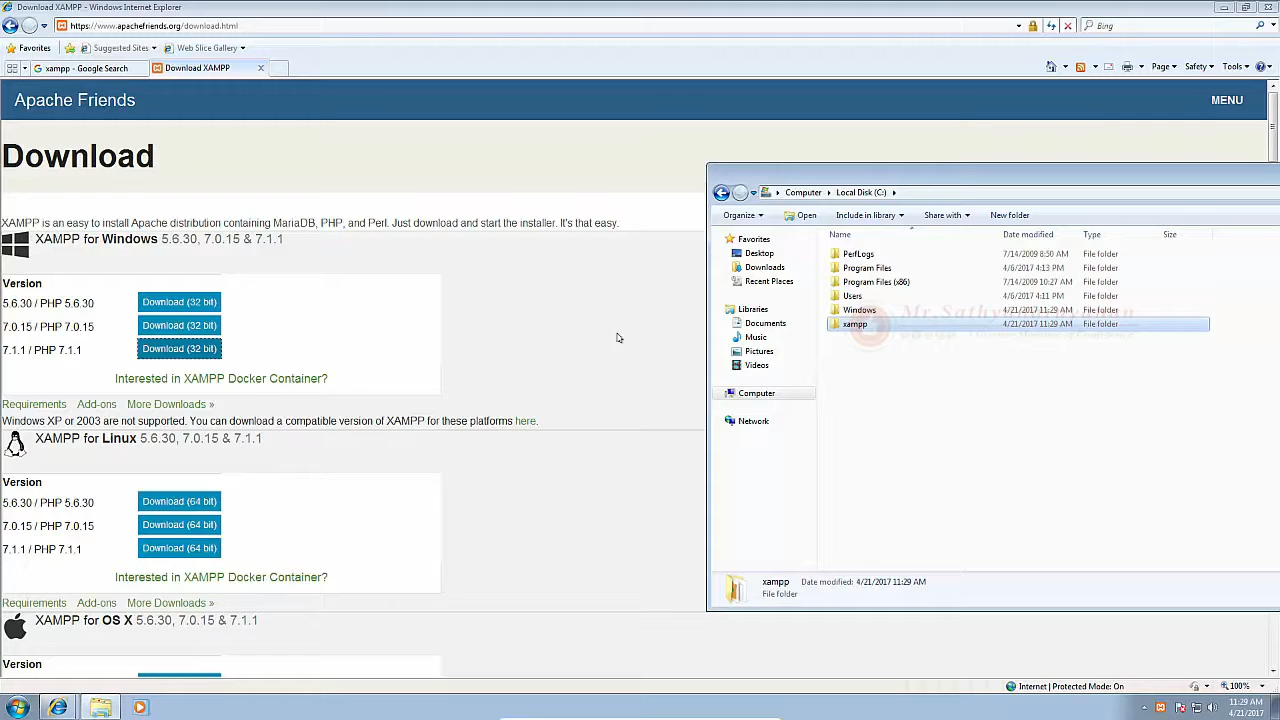 Download XAMPP - Windows Internet Explorer
https://www.apachefriends.org/download.html
Bing
Favorites
Suggested Sites
Web Slice Gallery
xampp - Google Search
Download XAMPP
Page
Safety
Tools
Apache Friends
MENU
Download
XAMPP is an easy to install Apache distribution containing MariaDB, PHP, and Perl. Just download and start the installer. It's that easy.
XAMPP for Windows 5.6.30, 7.0.15 & 7.1.1
Version
5.6.30 / PHP 5.6.30 Download (32 bit)
7.0.15 / PHP 7.0.15 Download (32 bit)
7.1.1 / PHP 7.1.1 Download (32 bit)
Interested in XAMPP Docker Container?
Requirements Add-ons More Downloads »
Windows XP or 2003 are not supported. You can download a compatible version of XAMPP for these platforms here.
XAMPP for Linux 5.6.30, 7.0.15 & 7.1.1
Version
5.6.30 / PHP 5.6.30 Download (64 bit)
7.0.15 / PHP 7.0.15 Download (64 bit)
7.1.1 / PHP 7.1.1 Download (64 bit)
Interested in XAMPP Docker Container?
Requirements Add-ons More Downloads »
XAMPP for OS X 5.6.30, 7.0.15 & 7.1.1
Version
Computer Local Disk (C:)
Organize Open Include in library Share with New folder
Name Date modified Type Size
Favorites
Desktop
Downloads
Recent Places
Libraries
Documents
Music
Pictures
Videos
Computer
Network
PerfLogs 7/14/2009 8:50 AM File folder
Program Files 4/6/2017 4:13 PM File folder
Program Files (x86) 7/14/2009 10:27 AM File folder
Users 4/6/2017 4:11 PM File folder
Windows 4/21/2017 11:29 AM File folder
xampp 4/21/2017 11:29 AM File folder
xampp Date modified: 4/21/2017 11:29 AM
File folder
Internet | Protected Mode: On
100%
11:29 AM
4/21/2017